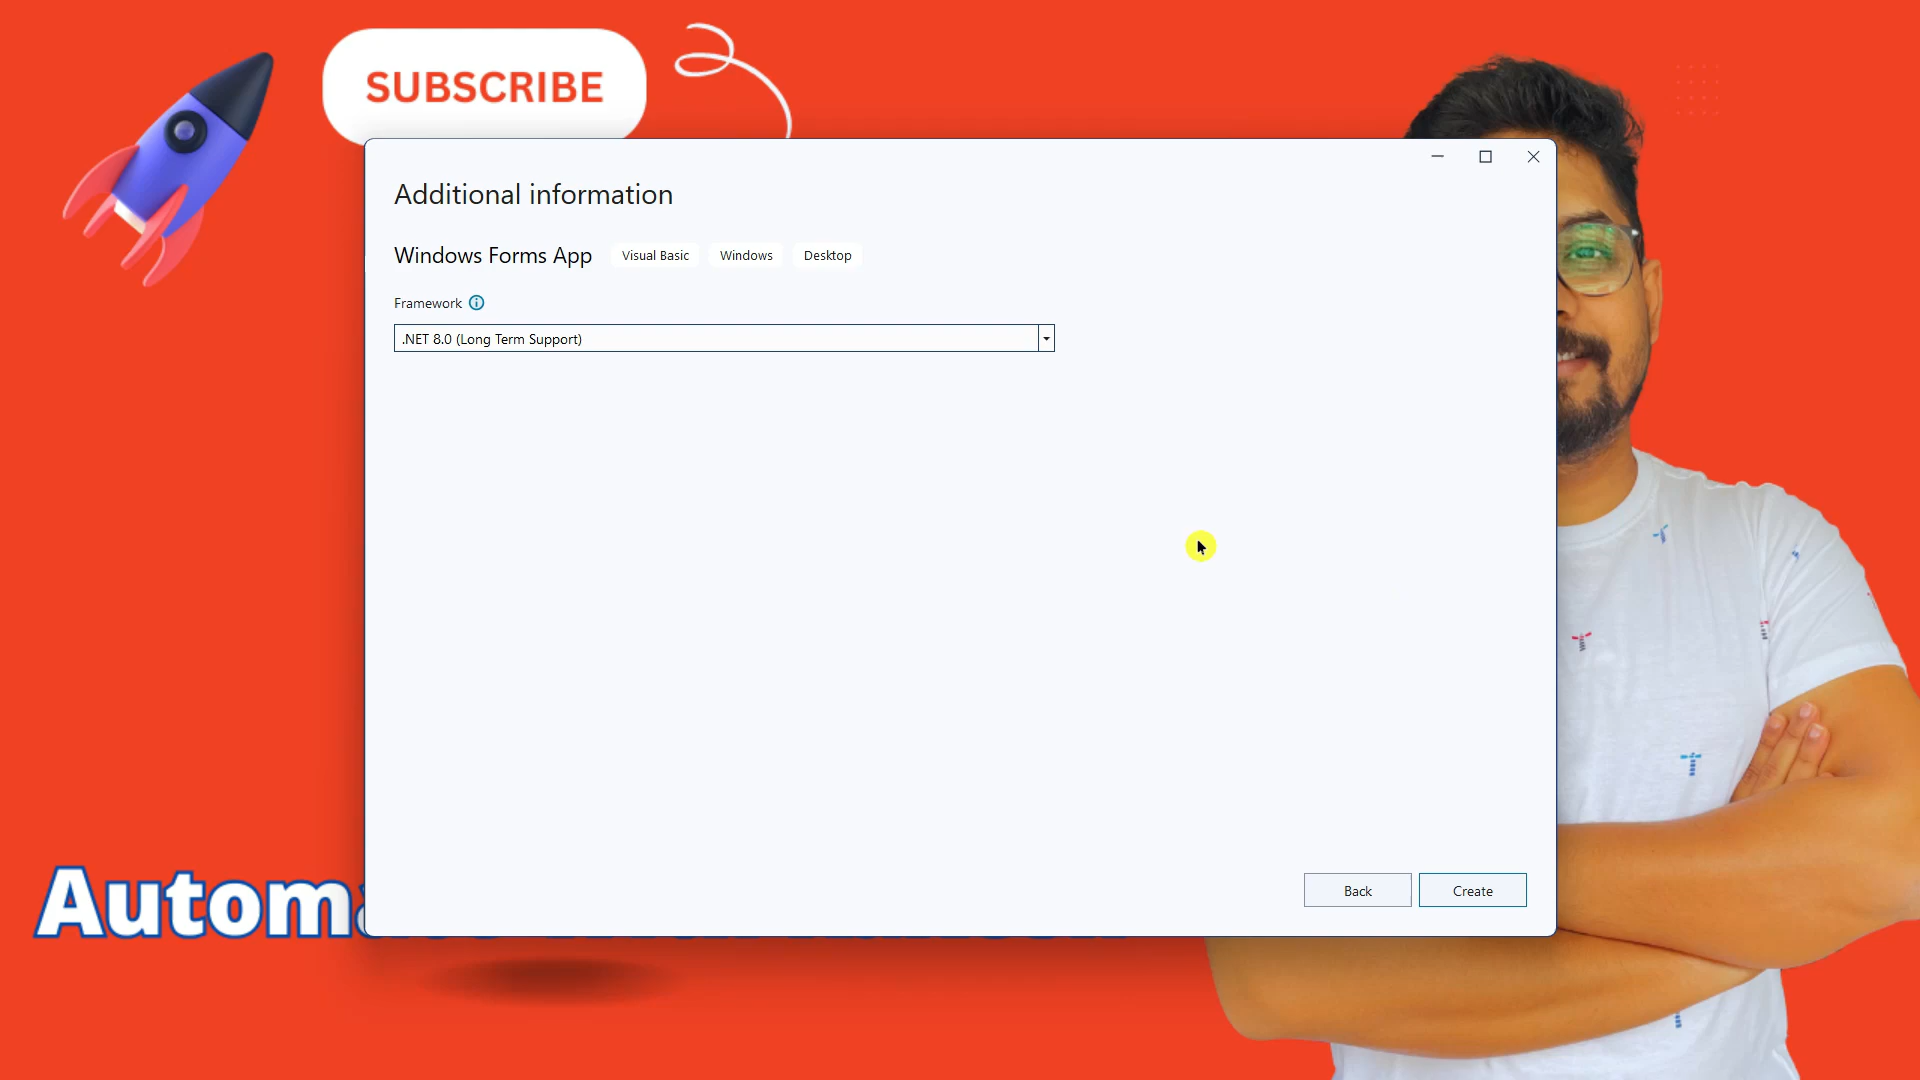 SUBSCRIBE
Additional information
Windows Forms App Visual Basic Windows Desktop
Framework
.NET 8.0 (Long Term Support)
Back Create